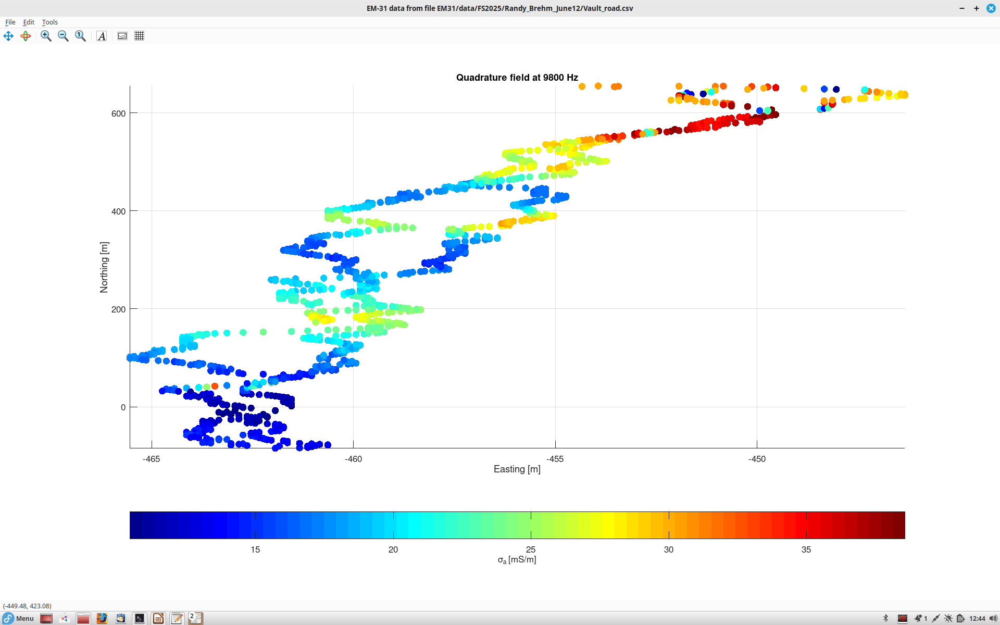 EM-31 data from file EM31/data/FS2025/Randy_Brehm_June12/Vault_road.csv
File Edit Tools
Quadrature field at 9800 Hz
600
400
200
0
Northing [m]
-465 -460 -455 -450
Easting [m]
15 20 25 30 35
σa [mS/m]
(-449.48, 423.08)
Menu 2 1 12:44